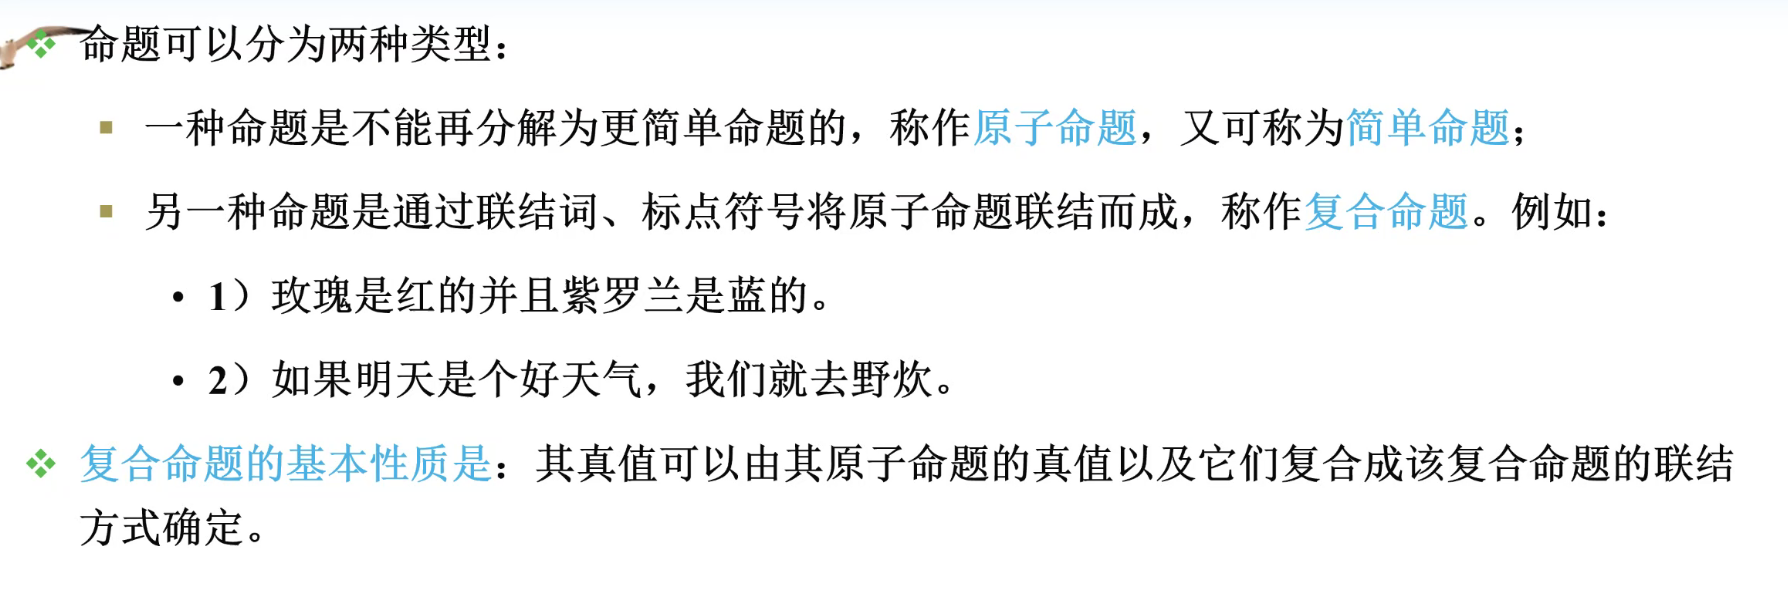 命题可以分为两种类型：
一种命题是不能再分解为更简单命题的，称作原子命题，又可称为简单命题；
另一种命题是通过联结词、标点符号将原子命题联结而成，称作复合命题。例如：
• 1）玫瑰是红的并且紫罗兰是蓝的。
• 2）如果明天是个好天气，我们就去野炊。
复合命题的基本性质是：其真值可以由其原子命题的真值以及它们复合成该复合命题的联结
方式确定。